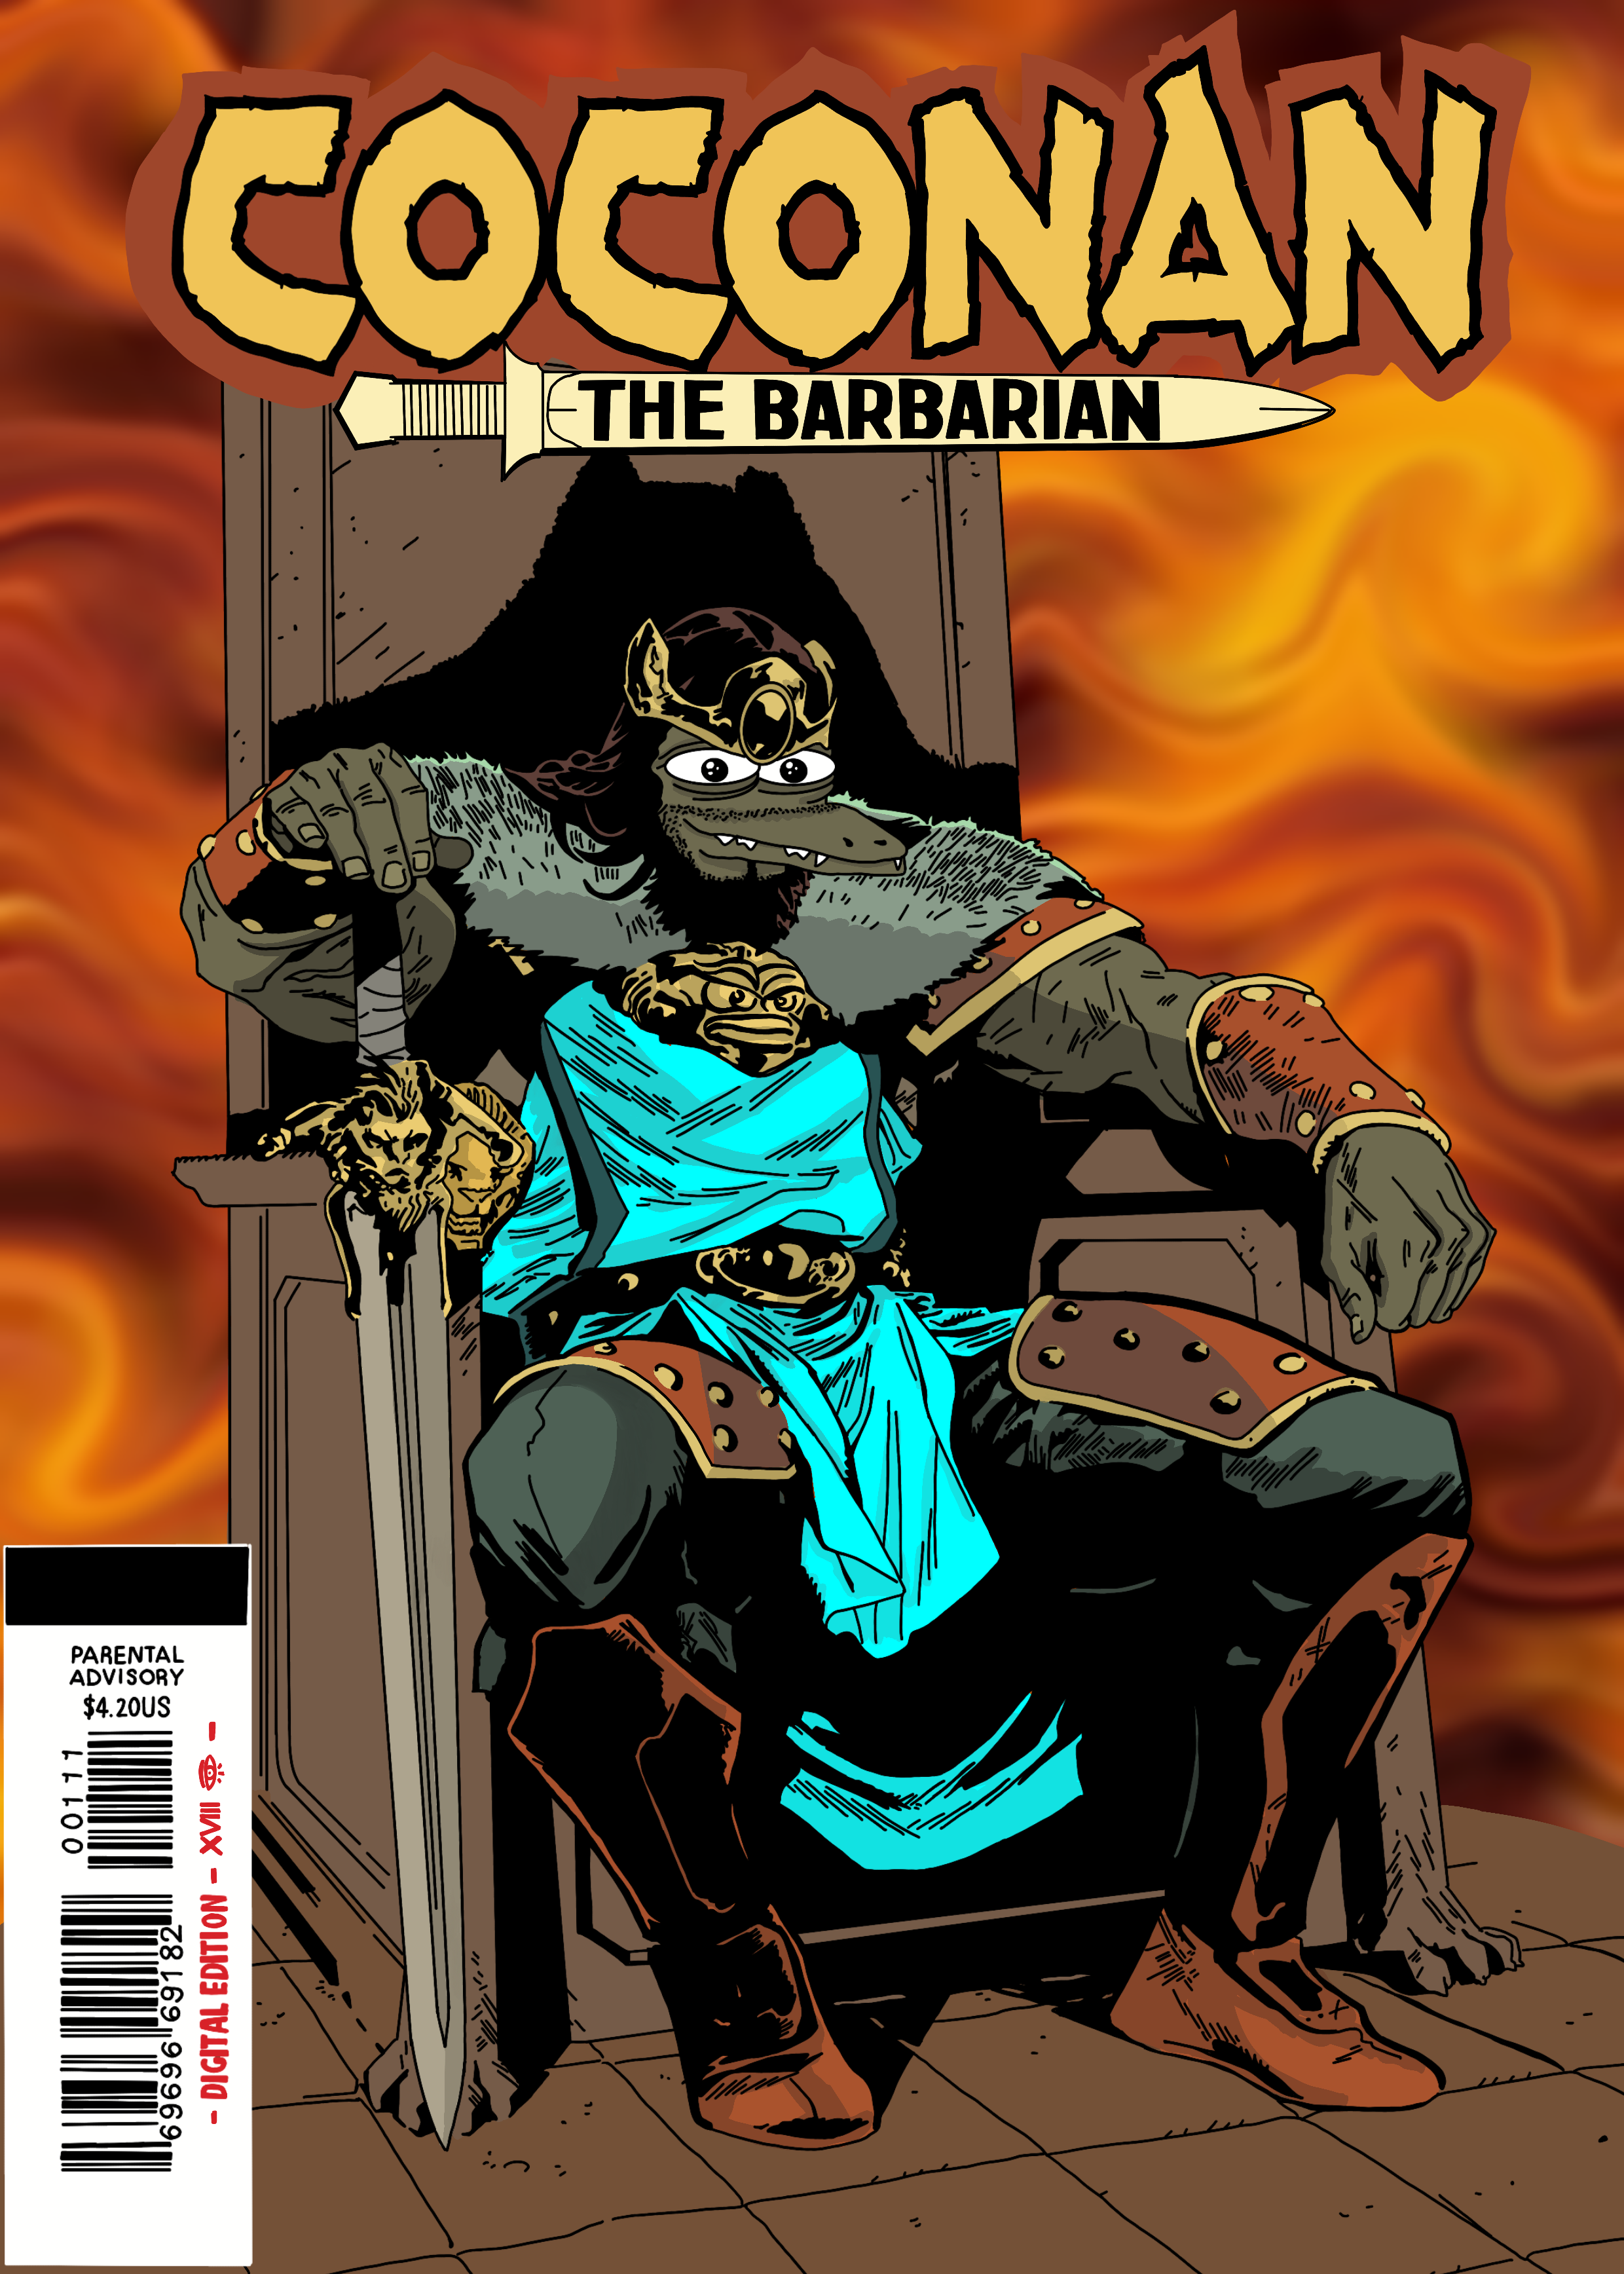 COCONAN
THE BARBARIAN
PARENTAL
ADVISORY
$4.20US
00111
69696 69182
- DIGITAL EDITION - XVIII -